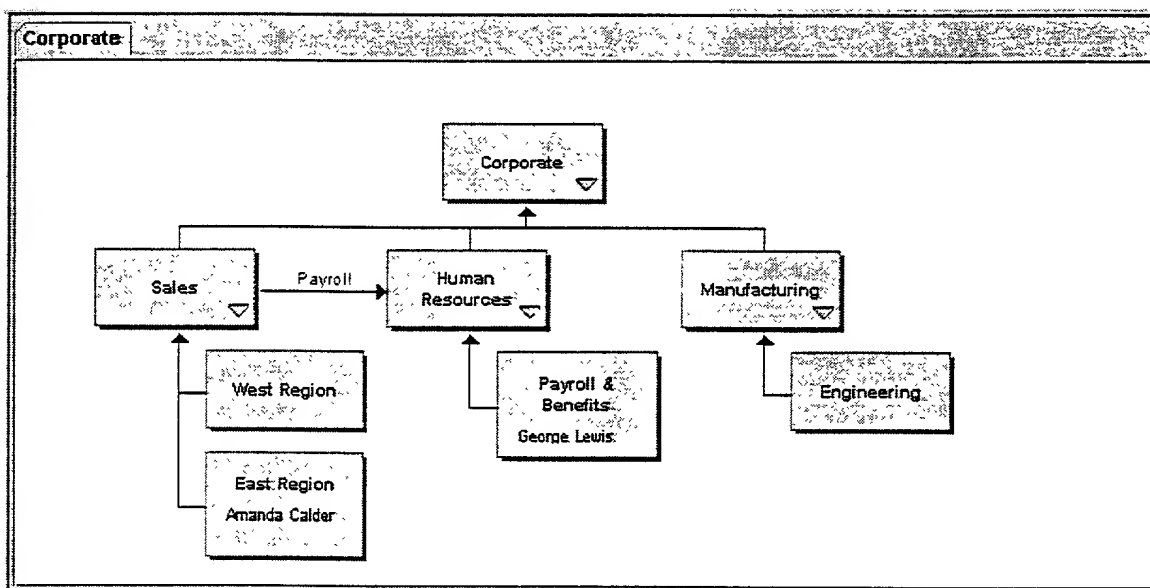 Corporate
Corporate
Sales
Payroll
Human
Resources
Manufacturing
West Region
Payroll &
Benefits
George Lewis
Engineering
East Region
Amanda Calder